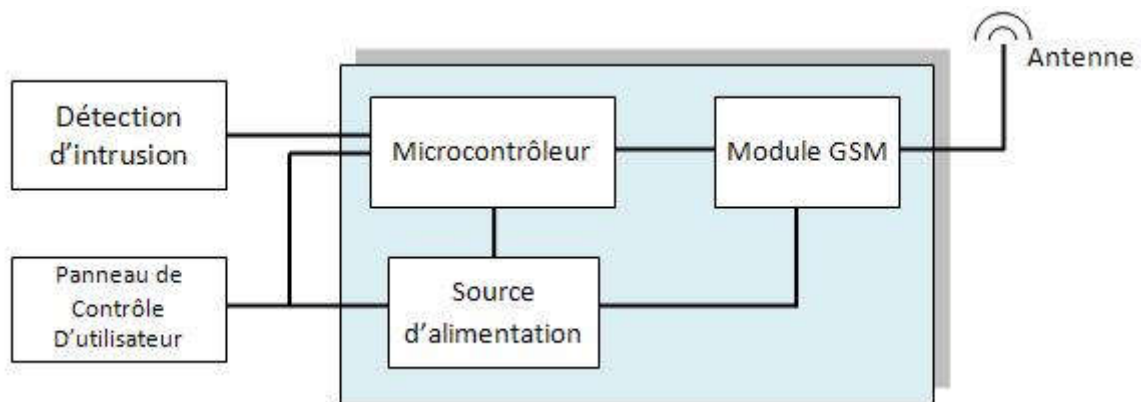 Antenne
Détection
d'intrusion
Microcontrôleur
Module GSM
Panneau de
Contrôle
D'utilisateur
Source
d'alimentation